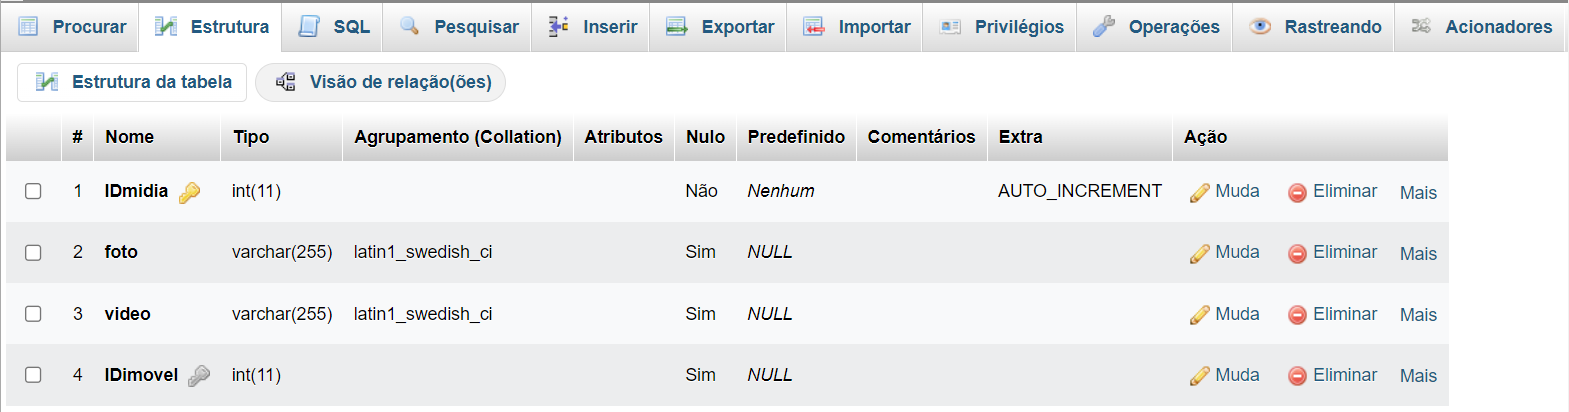 Procurar Estrutura SQL Pesquisar Inserir Exportar Importar Privilégios Operações Rastreando Acionadores
Estrutura da tabela Visão de relação(ões)
# Nome Tipo Agrupamento (Collation) Atributos Nulo Predefinido Comentários Extra Ação
1 IDmidia int(11) Não Nenhum AUTO_INCREMENT Muda Eliminar Mais
2 foto varchar(255) latin1_swedish_ci Sim NULL Muda Eliminar Mais
3 video varchar(255) latin1_swedish_ci Sim NULL Muda Eliminar Mais
4 IDimovel int(11) Sim NULL Muda Eliminar Mais